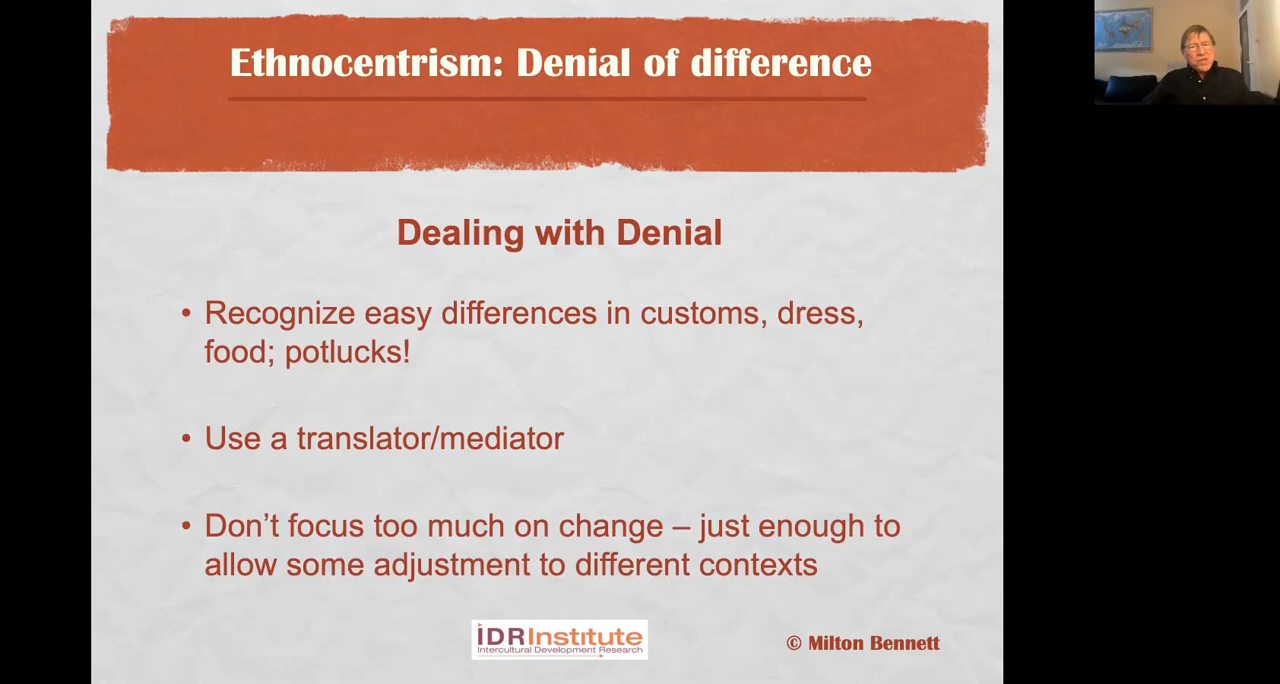 Ethnocentrism: Denial of difference
Dealing with Denial
• Recognize easy differences in customs, dress,
food; potlucks!
• Use a translator/mediator
• Don’t focus too much on change – just enough to
allow some adjustment to different contexts
IDRInstitute
Intercultural Development Research
© Milton Bennett